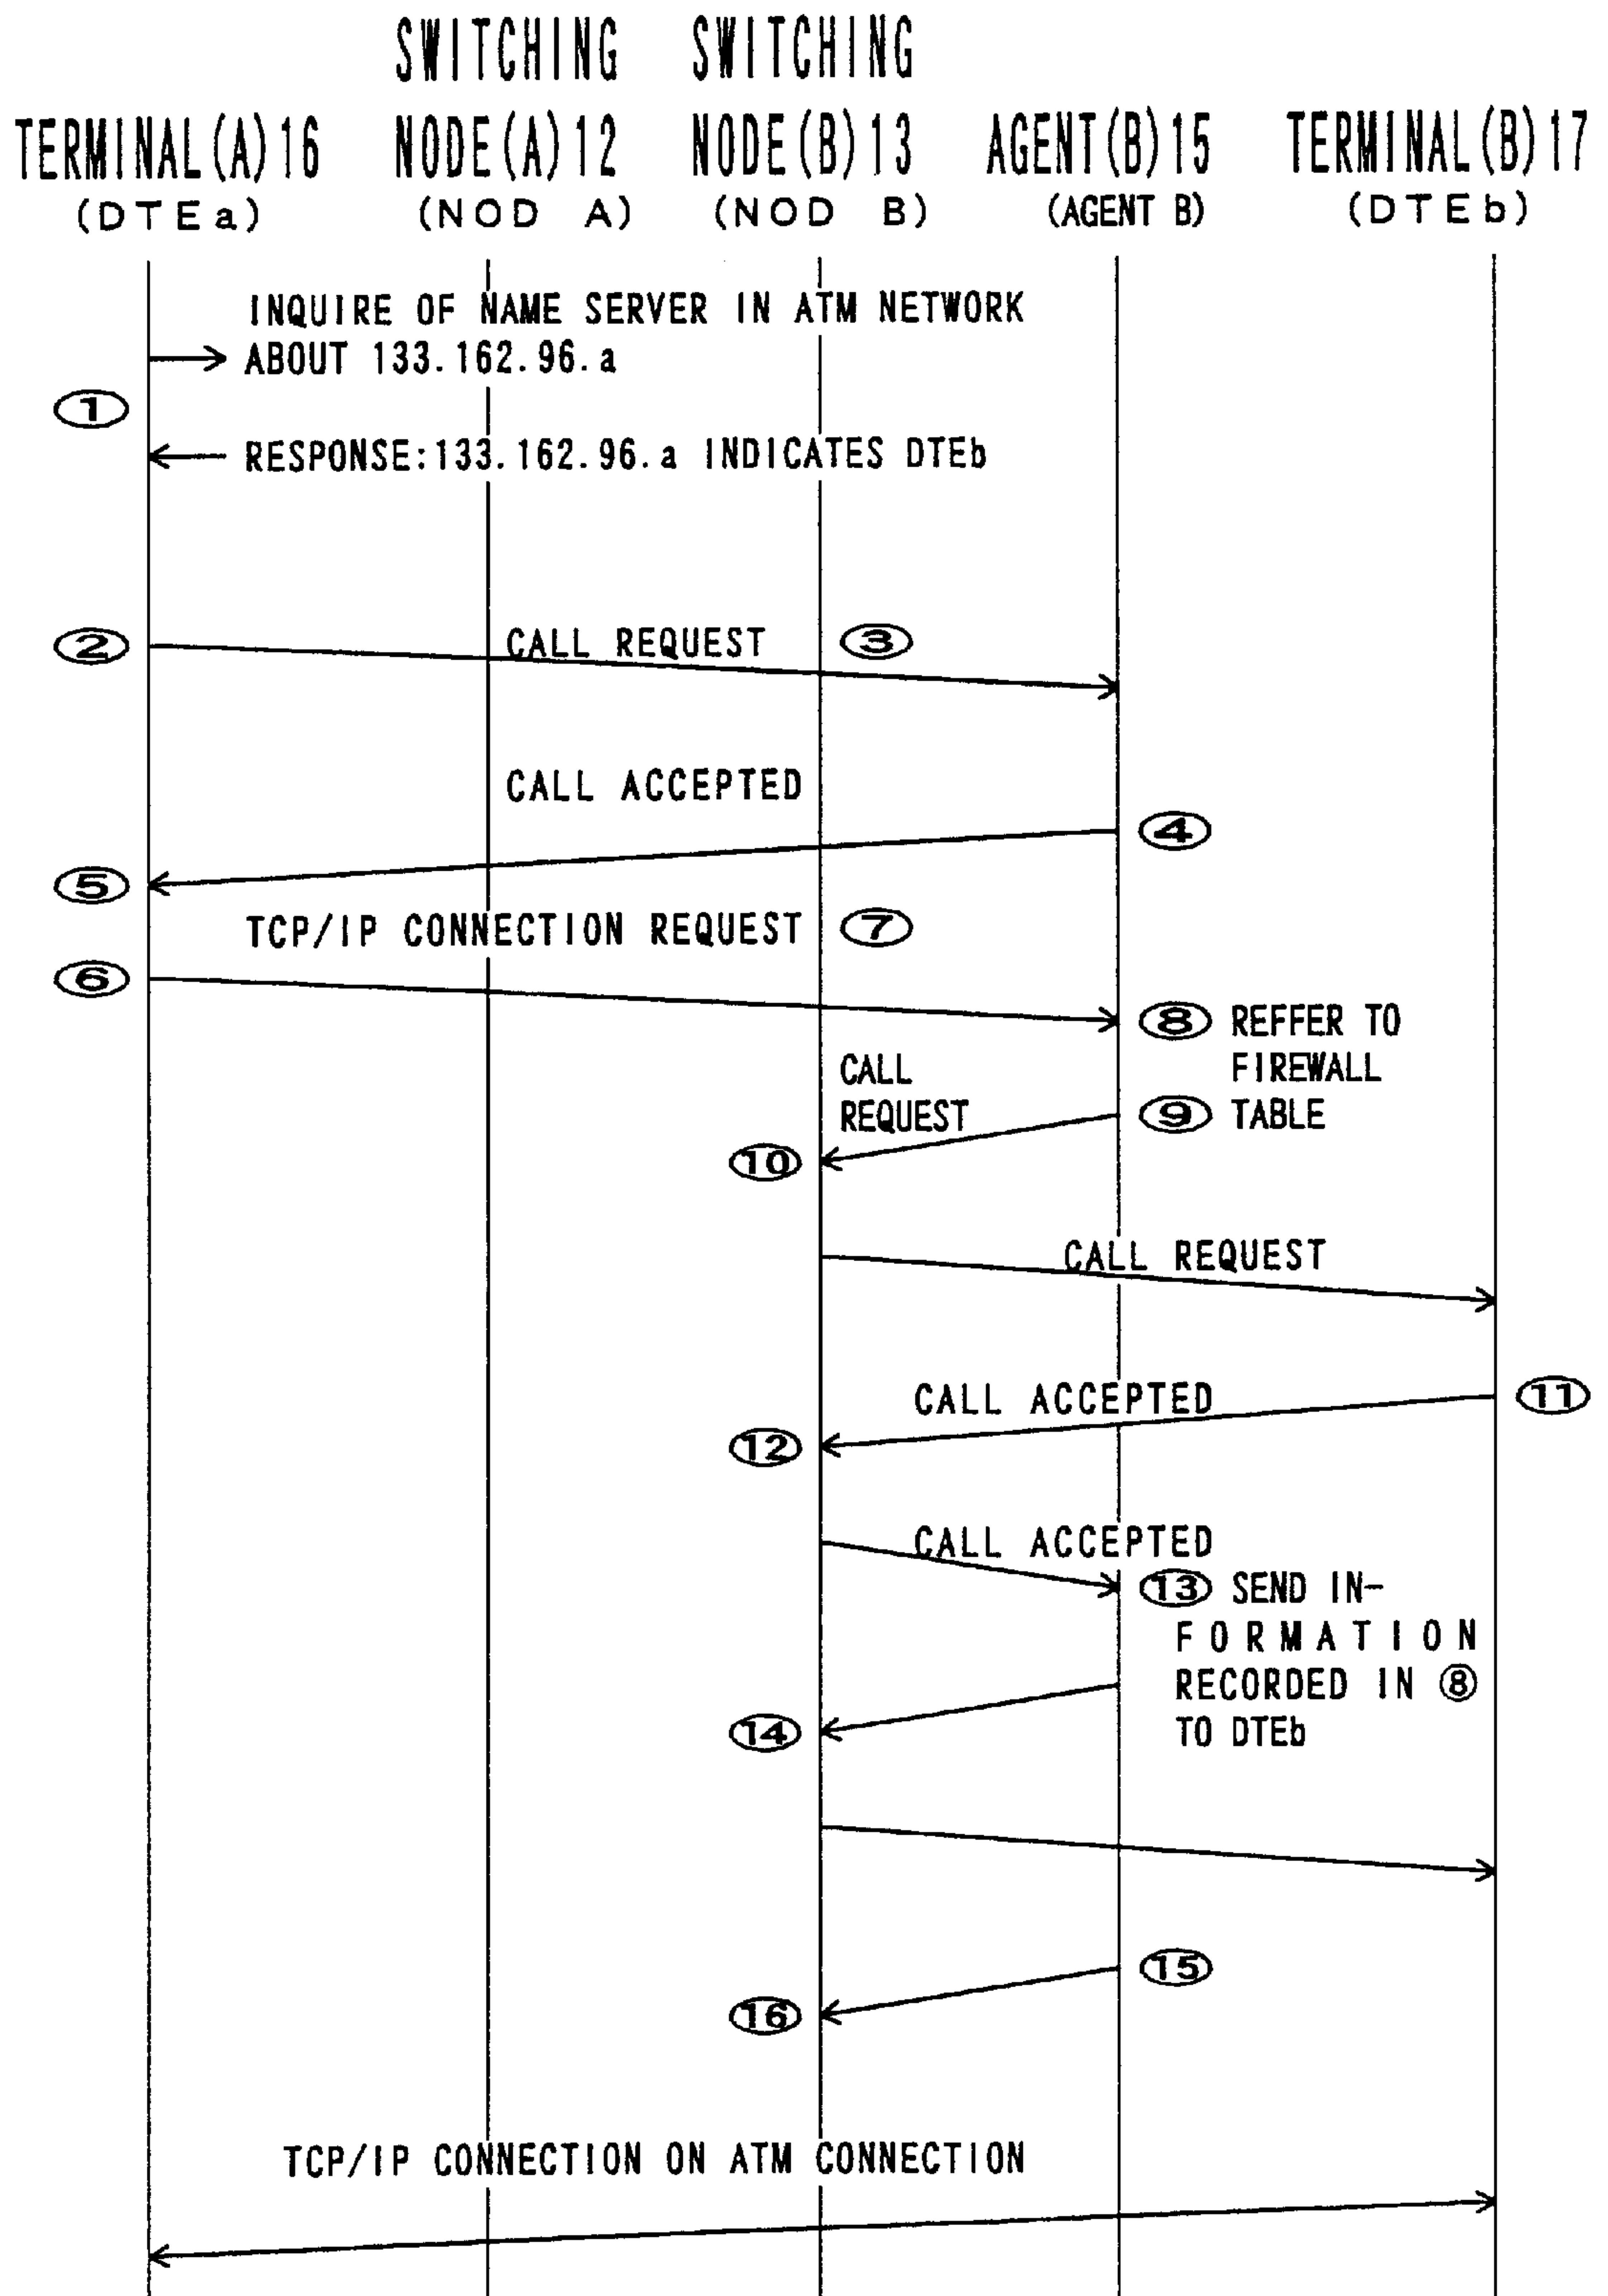 SWITCHING SWITCHING
TERMINAL(A)16 NODE(A)12 NODE(B)13 AGENT(B)15 TERMINAL(B)17
(DTEa) (NOD A) (NOD B) (AGENT B) (DTEb)
INQUIRE OF NAME SERVER IN ATM NETWORK
ABOUT 133.162.96.a
①
RESPONSE:133.162.96.a INDICATES DTEb
② CALL REQUEST ③
CALL ACCEPTED
④
⑤
TCP/IP CONNECTION REQUEST ⑦
⑥
⑧ REFFER TO
CALL FIREWALL
REQUEST ⑨ TABLE
⑩
CALL REQUEST
CALL ACCEPTED ⑪
⑫
CALL ACCEPTED
⑬ SEND IN-
FORMATION
RECORDED IN ⑧
⑭ TO DTEb
⑮
⑯
TCP/IP CONNECTION ON ATM CONNECTION